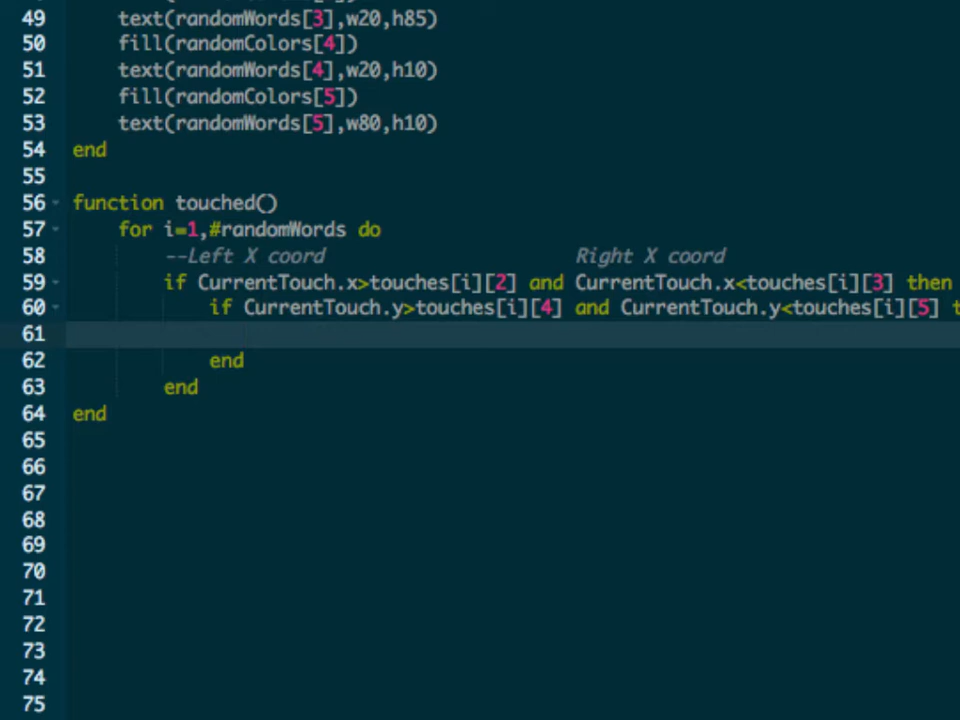 49 text(randomWords[3],w20,h85)
50 fill(randomColors[4])
51 text(randomWords[4],w20,h10)
52 fill(randomColors[5])
53 text(randomWords[5],w80,h10)
54 end
55
56 function touched()
57 for i=1,#randomWords do
58 --Left X coord Right X coord
59 if CurrentTouch.x>touches[i][2] and CurrentTouch.x<touches[i][3] then
60 if CurrentTouch.y>touches[i][4] and CurrentTouch.y<touches[i][5] t
61
62 end
63 end
64 end
65
66
67
68
69
70
71
72
73
74
75